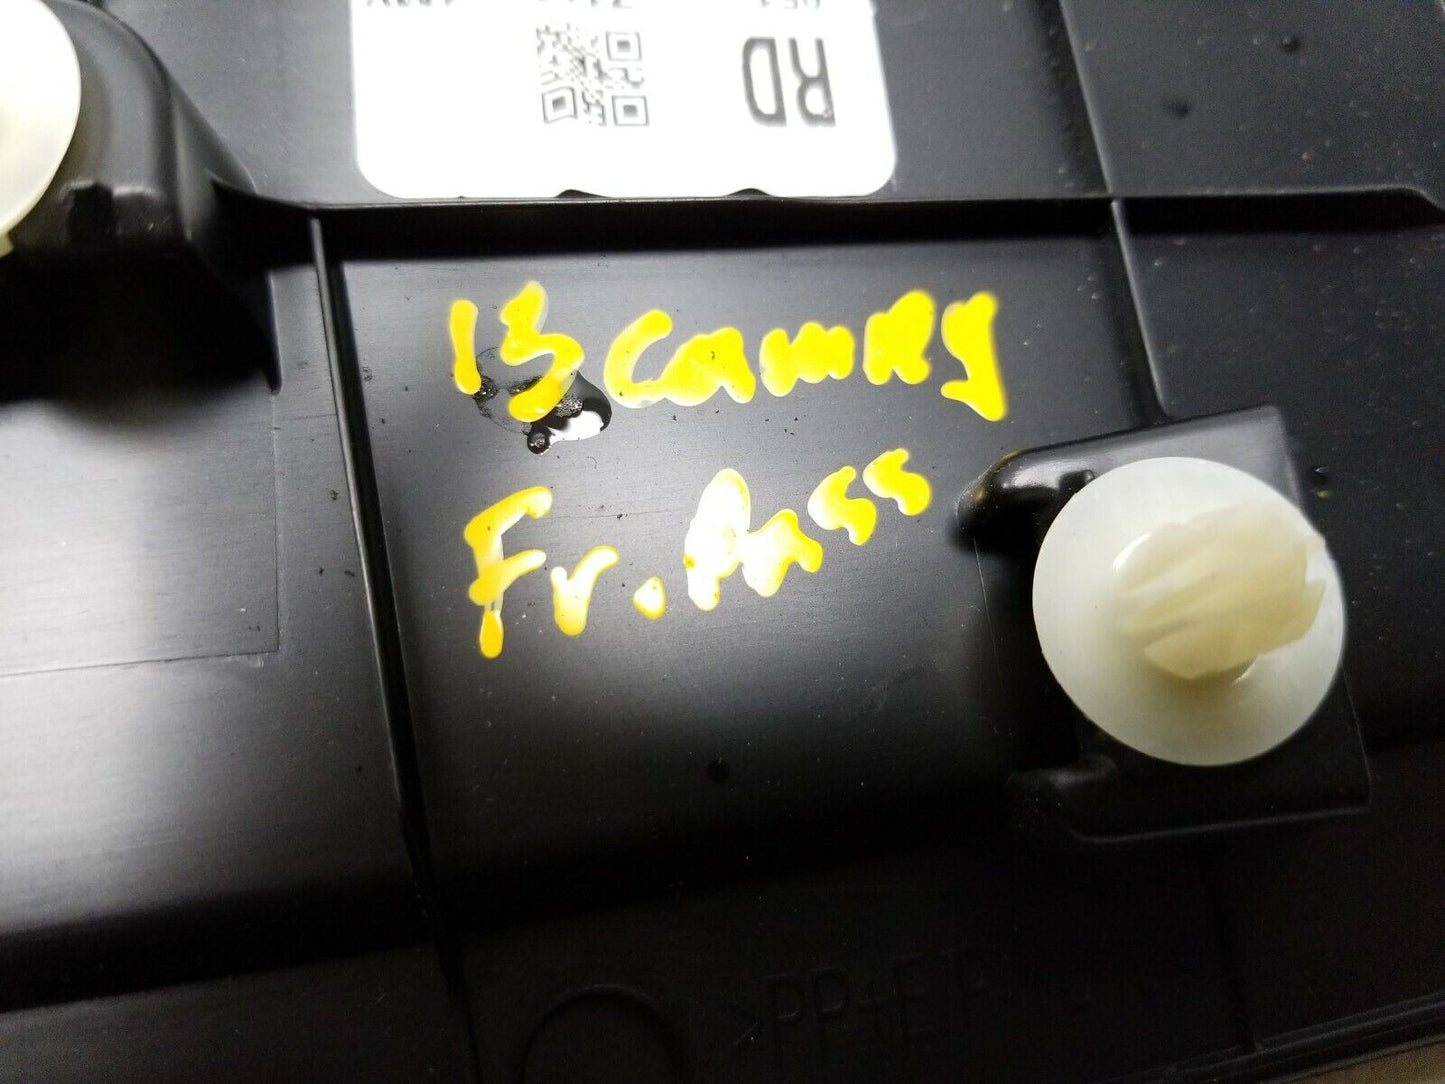 RD
13 Camry
Fr. Pass
>PP+E/P